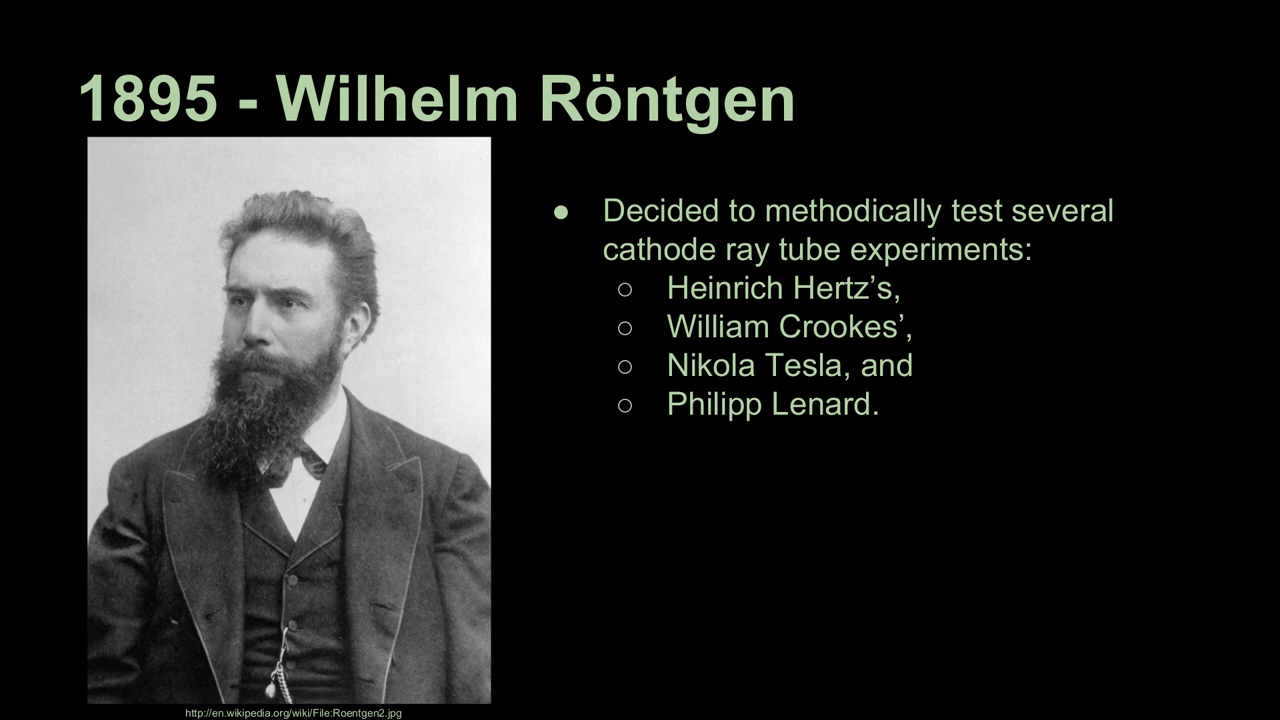 1895 - Wilhelm Röntgen
● Decided to methodically test several
cathode ray tube experiments:
○ Heinrich Hertz’s,
○ William Crookes’,
○ Nikola Tesla, and
○ Philipp Lenard.
http://en.wikipedia.org/wiki/File:Roentgen2.jpg